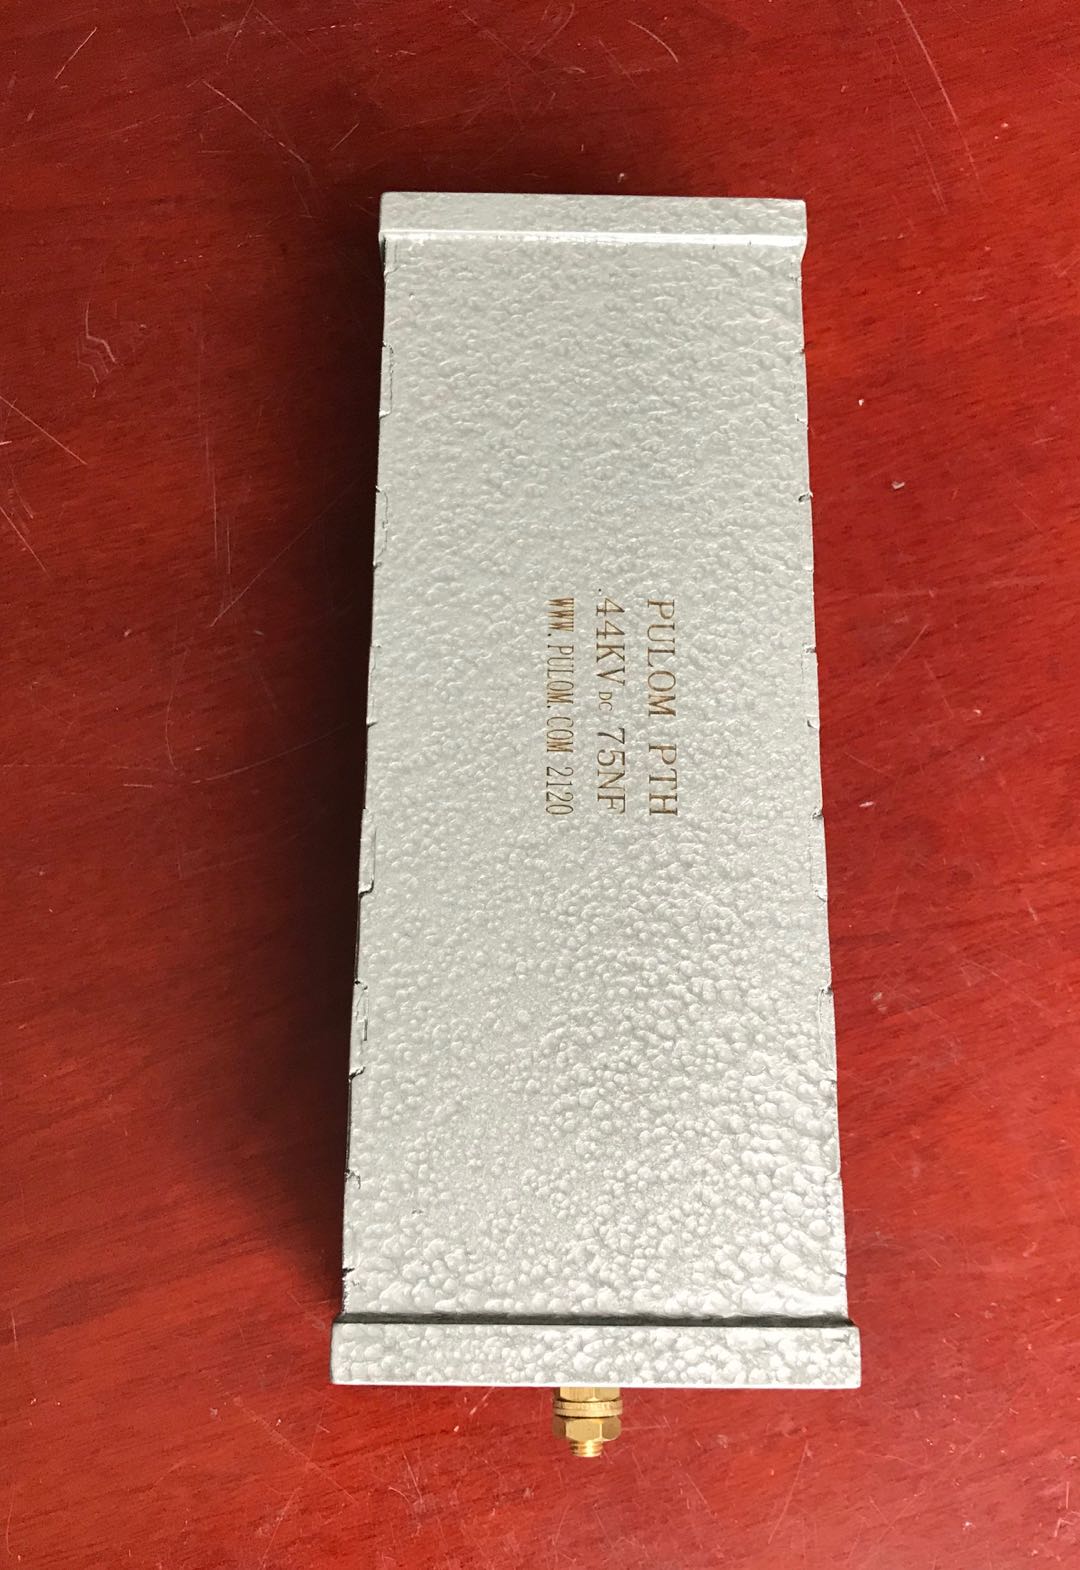 PULOM PTH
.44KV DC 75NF
WWW.PULOM.COM 2120